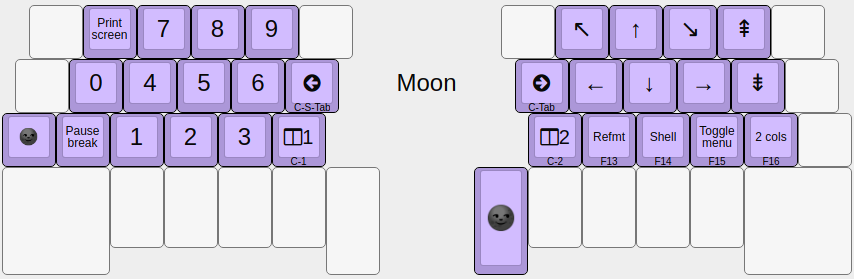 Print
screen
7
8
9
↖
↑
↘
⇞
0
4
5
6
C-S-Tab
Moon
C-Tab
←
↓
→
⇟
Pause
break
1
2
3
1
C-1
2
C-2
Refmt
F13
Shell
F14
Toggle
menu
F15
2 cols
F16